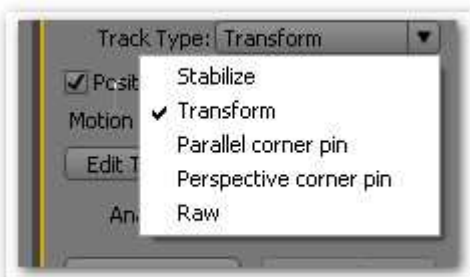 Track Type: Transform
Stabilize
Transform
Parallel corner pin
Perspective corner pin
Raw
Motion
Edit